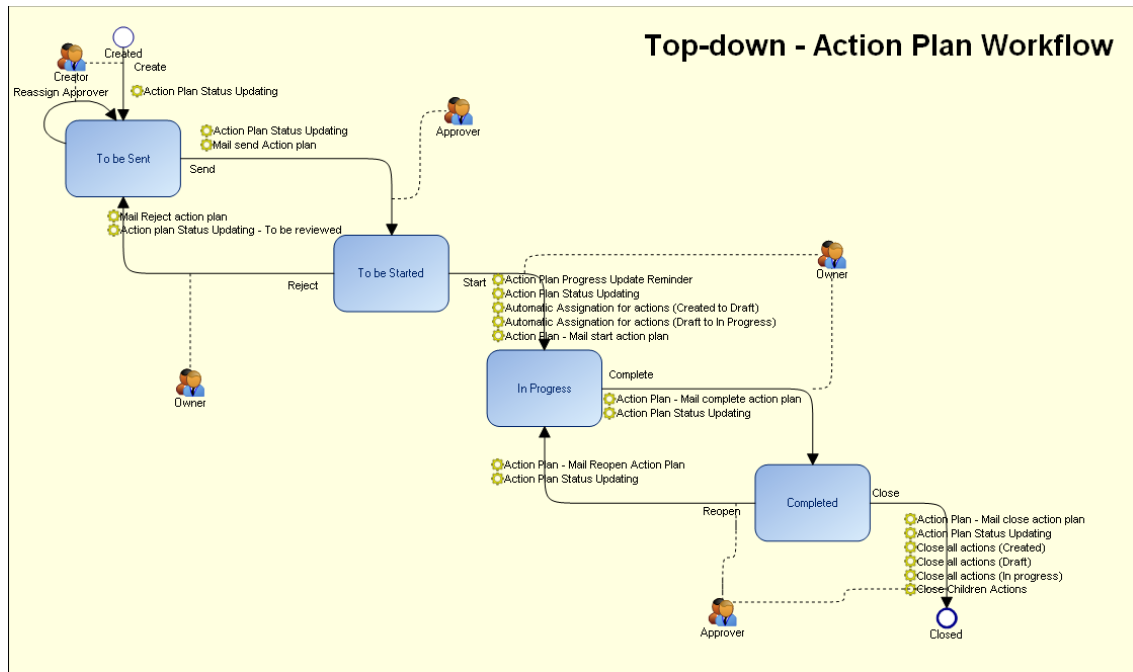 Top-down - Action Plan Workflow
Created
Create
Creator
Reassign Approver
Action Plan Status Updating
To be Sent
Action Plan Status Updating
Mail send Action plan
Send
Approver
Mail Reject action plan
Action plan Status Updating - To be reviewed
To be Started
Reject
Start
Owner
Action Plan Progress Update Reminder
Action Plan Status Updating
Automatic Assignation for actions (Created to Draft)
Automatic Assignation for actions (Draft to In Progress)
Action Plan - Mail start action plan
Owner
In Progress
Complete
Action Plan - Mail complete action plan
Action Plan Status Updating
Action Plan - Mail Reopen Action Plan
Action Plan Status Updating
Reopen
Completed
Close
Action Plan - Mail close action plan
Action Plan Status Updating
Close all actions (Created)
Close all actions (Draft)
Close all actions (In progress)
Close Children Actions
Approver
Closed